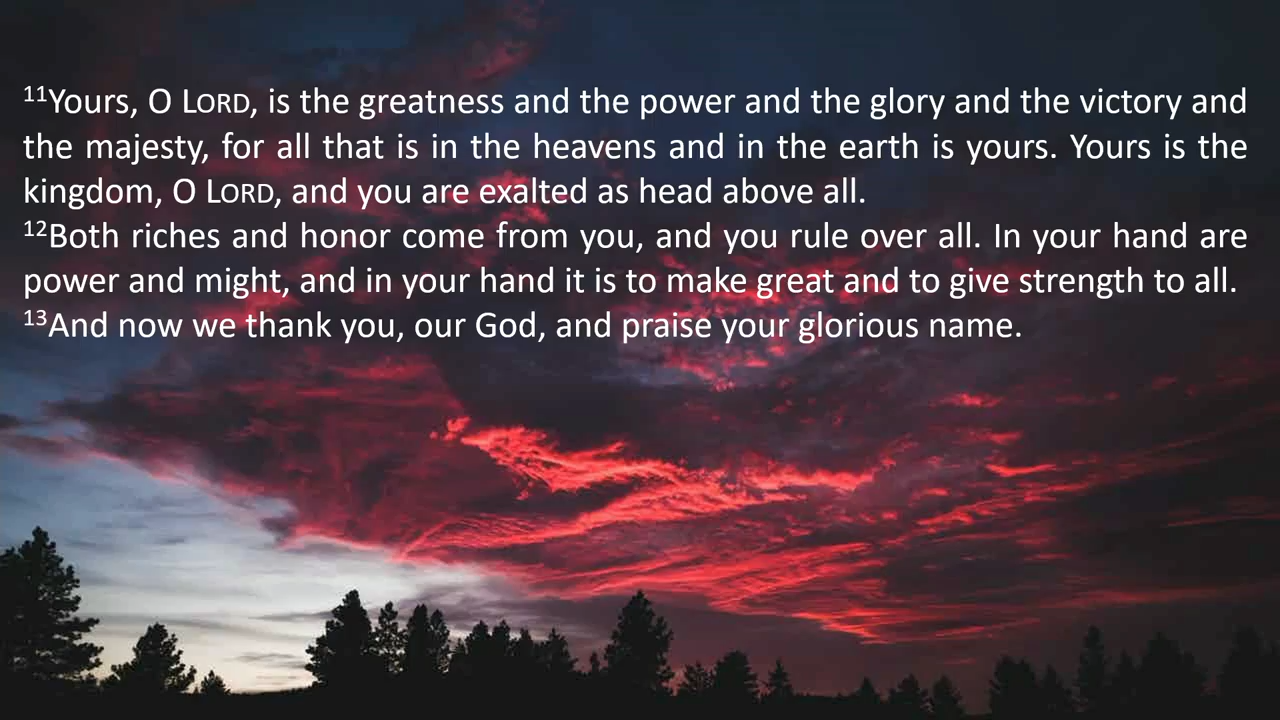 ¹¹Yours, O LORD, is the greatness and the power and the glory and the victory and
the majesty, for all that is in the heavens and in the earth is yours. Yours is the
kingdom, O LORD, and you are exalted as head above all.
¹²Both riches and honor come from you, and you rule over all. In your hand are
power and might, and in your hand it is to make great and to give strength to all.
¹³And now we thank you, our God, and praise your glorious name.